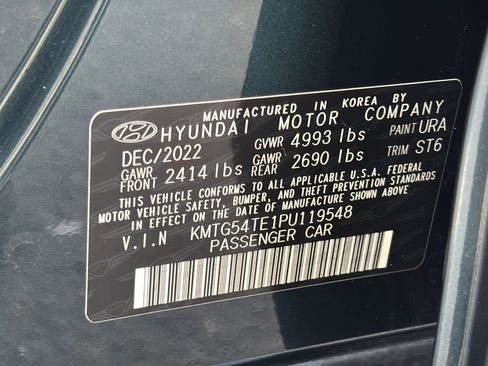 MANUFACTURED IN KOREA BY
HYUNDAI MOTOR COMPANY
DEC/2022 GVWR 4993 lbs PAINT URA
GAWR FRONT 2414 lbs GAWR REAR 2690 lbs TRIM ST6
THIS VEHICLE CONFORMS TO ALL APPLICABLE U.S.A. FEDERAL
MOTOR VEHICLE SAFETY, BUMPER, AND THEFT PREVENTION STANDARDS
IN EFFECT ON THE DATE OF MANUFACTURE SHOWN ABOVE.
V.I.N KMTG54TE1PU119548
PASSENGER CAR